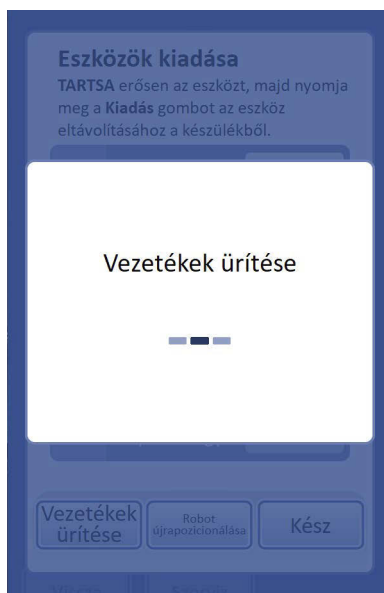 Eszközök kiadása
TARTSA erősen az eszközt, majd nyomja
meg a Kiadás gombot az eszköz
eltávolításához a készülékből.
Vezetékek ürítése
Vezetékek
ürítése
Robot
újrapozicionálása
Kész